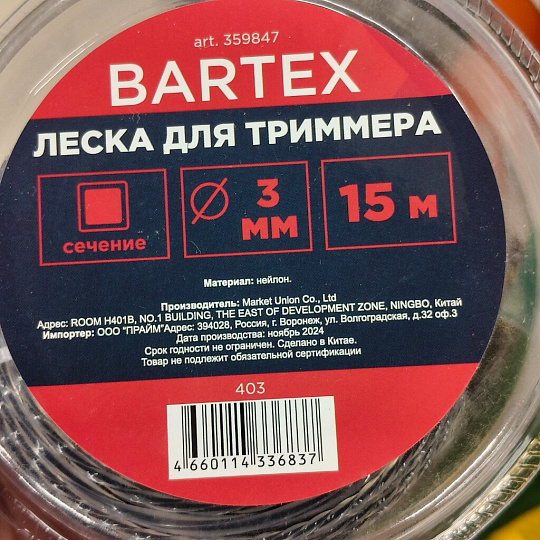 art. 359847
BARTEX
ЛЕСКА ДЛЯ ТРИММЕРА
сечение
3
мм
15 м
Материал: нейлон.
Производитель: Market Union Co., Ltd
Адрес: ROOM H401B, NO.1 BUILDING, THE EAST OF DEVELOPMENT ZONE, NINGBO, Китай
Импортер: ООО "ПРАЙМ"Адрес: 394028, Россия, г. Воронеж, ул. Волгоградская, д.32 оф.3
Дата производства: ноябрь 2024
Срок годности не ограничен. Сделано в Китае.
Товар не подлежит обязательной сертификации
403
4 660114 336837